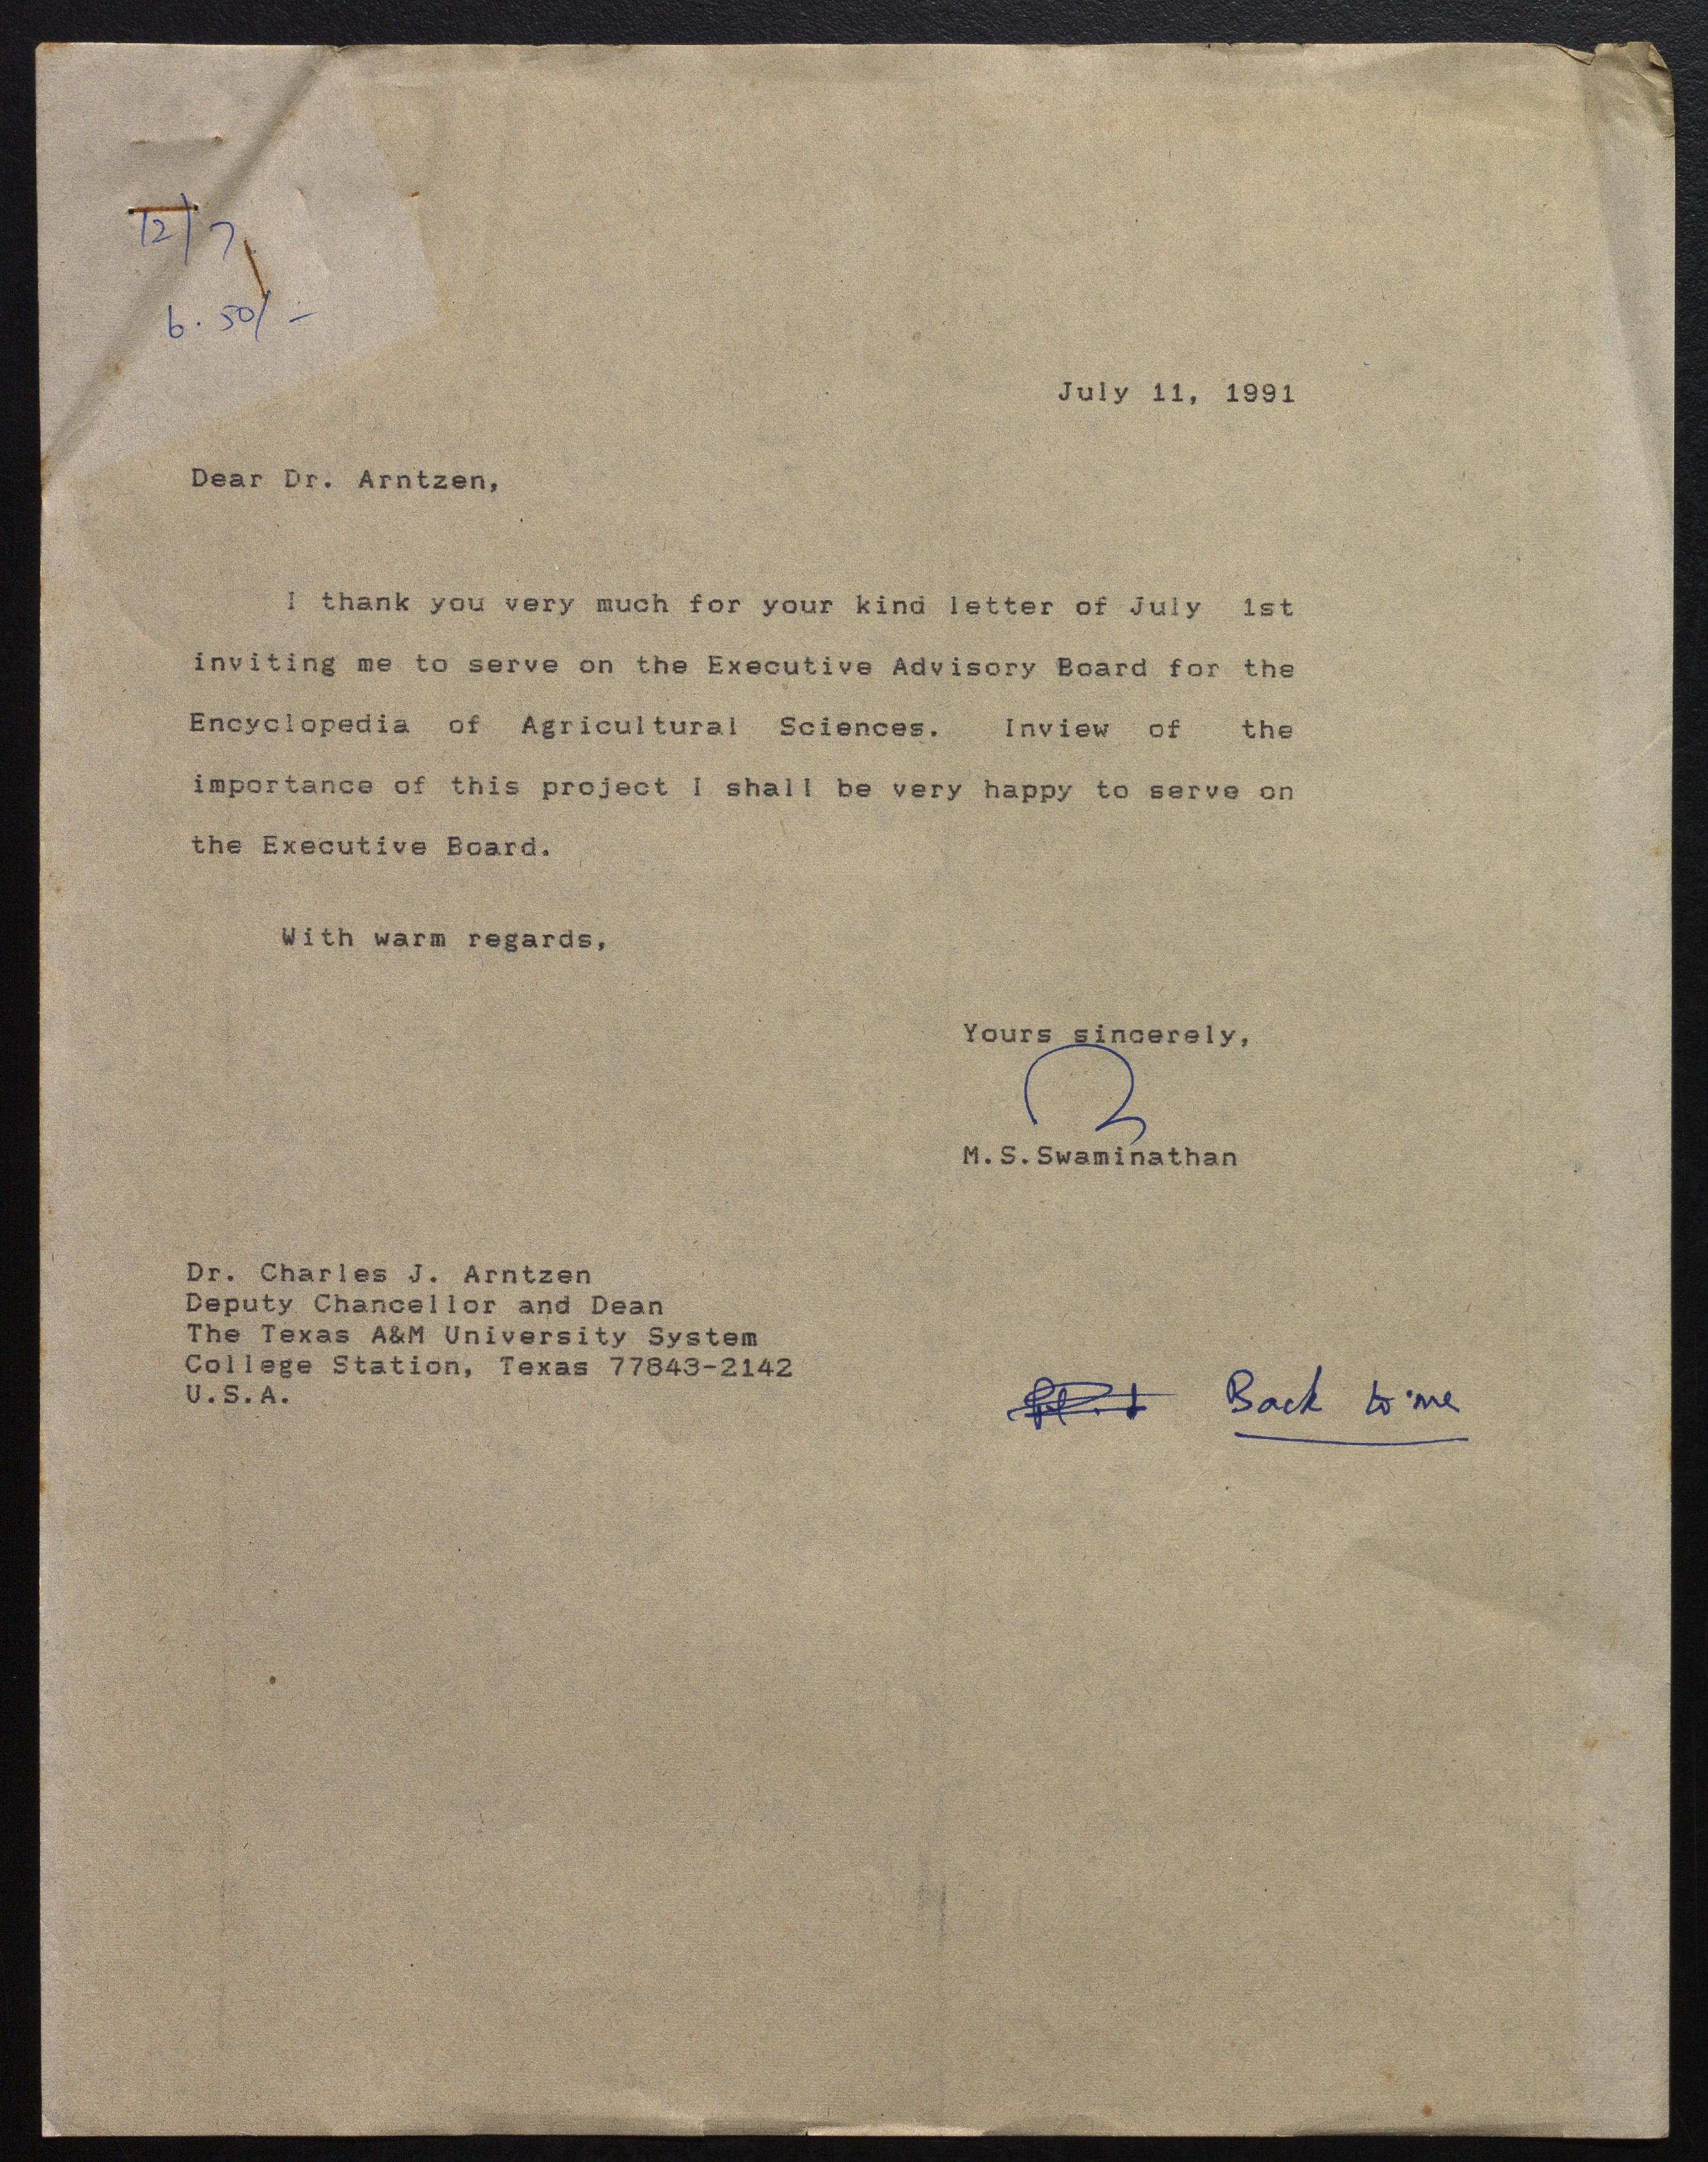 12/7
6.50/-
July 11, 1991
Dear Dr. Arntzen,
I thank you very much for your kind letter of July 1st
inviting me to serve on the Executive Advisory Board for the
Encyclopedia of Agricultural Sciences. Inview of the
importance of this project I shall be very happy to serve on
the Executive Board.
With warm regards,
Yours sincerely,
M.S.Swaminathan
Dr. Charles J. Arntzen
Deputy Chancellor and Dean
The Texas A&M University System
College Station, Texas 77843-2142
U.S.A.
Back to me